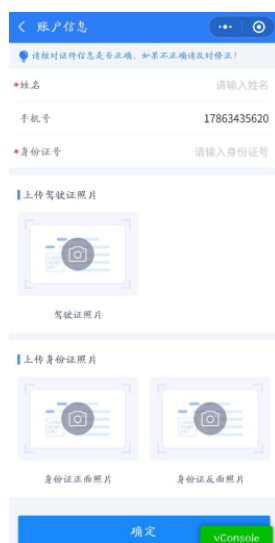 账户信息
请核对证件信息是否正确，如果不正确请及时修正！
*姓名 请输入姓名
手机号 17863435620
*身份证号 请输入身份证号
上传驾驶证照片
驾驶证照片
上传身份证照片
身份证正面照片 身份证反面照片
确定
vConsole